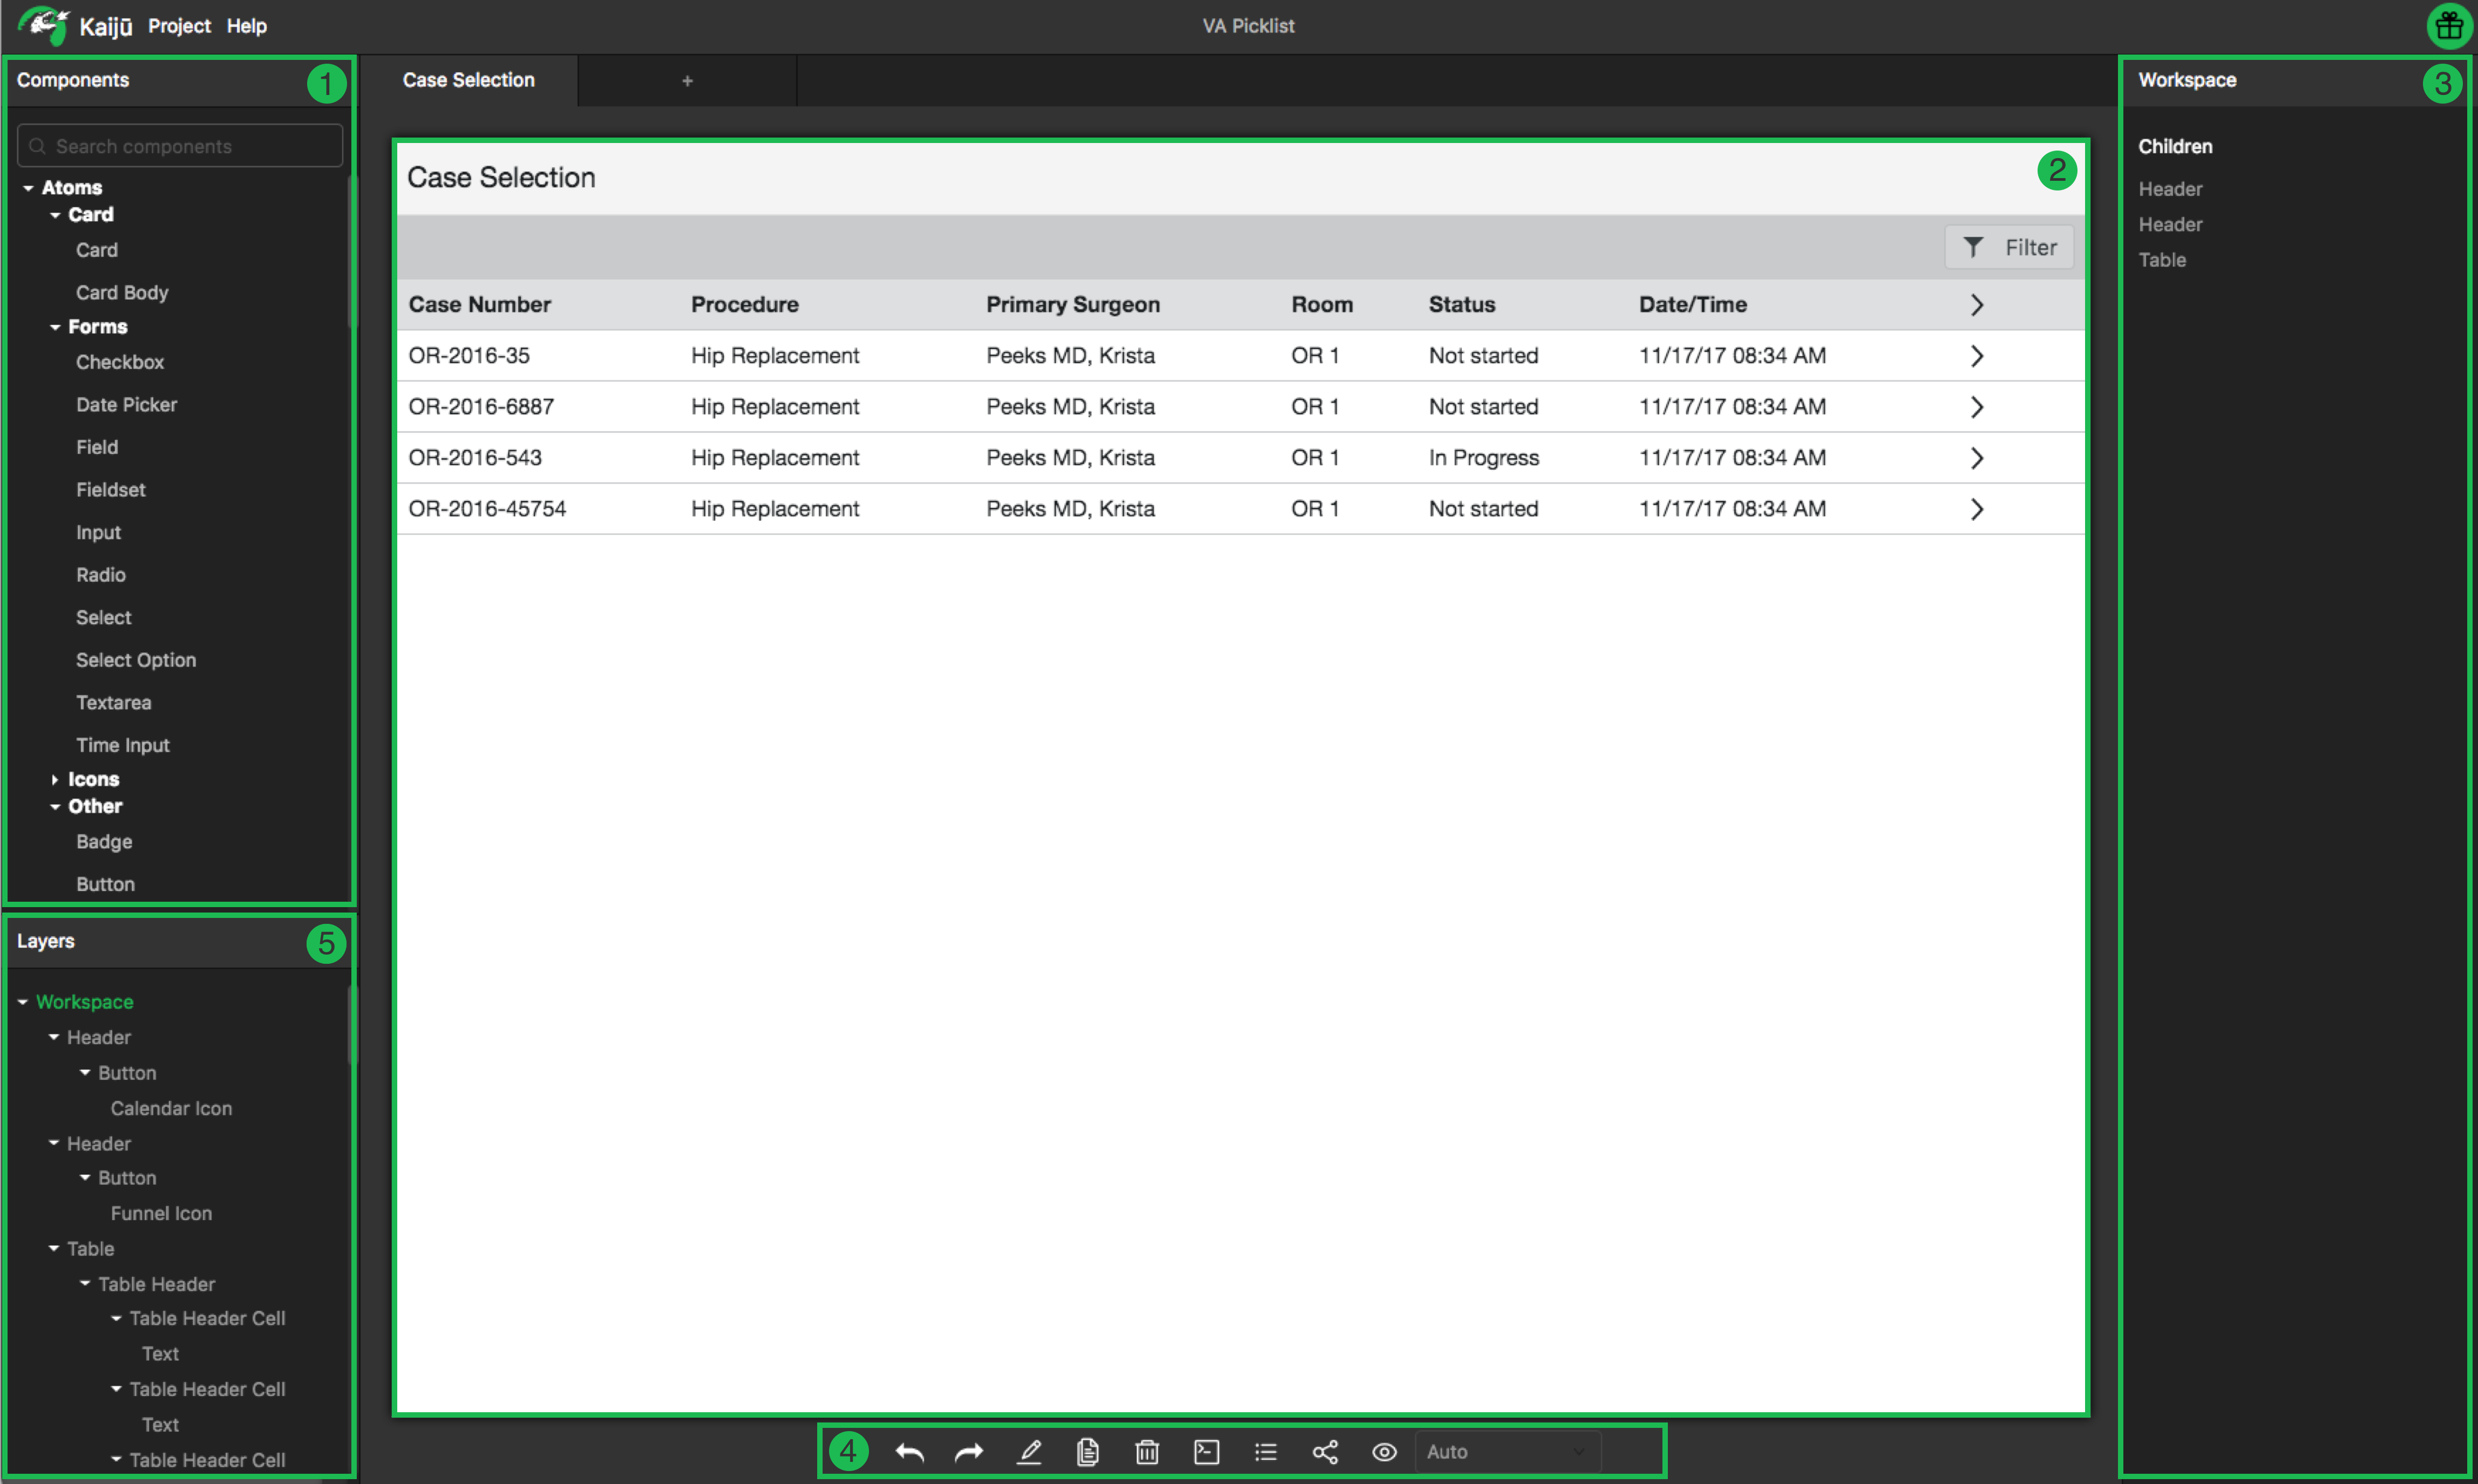 Kaijū Project Help
VA Picklist
Components
1
Search components
Atoms
Card
Card
Card Body
Forms
Checkbox
Date Picker
Field
Fieldset
Input
Radio
Select
Select Option
Textarea
Time Input
Icons
Other
Badge
Button
Layers
5
Workspace
Header
Button
Calendar Icon
Header
Button
Funnel Icon
Table
Table Header
Table Header Cell
Text
Table Header Cell
Text
Table Header Cell
Case Selection
+
Case Selection
2
Filter
Case Number Procedure Primary Surgeon Room Status Date/Time
OR-2016-35 Hip Replacement Peeks MD, Krista OR 1 Not started 11/17/17 08:34 AM
OR-2016-6887 Hip Replacement Peeks MD, Krista OR 1 Not started 11/17/17 08:34 AM
OR-2016-543 Hip Replacement Peeks MD, Krista OR 1 In Progress 11/17/17 08:34 AM
OR-2016-45754 Hip Replacement Peeks MD, Krista OR 1 Not started 11/17/17 08:34 AM
4
Auto
Workspace
3
Children
Header
Header
Table